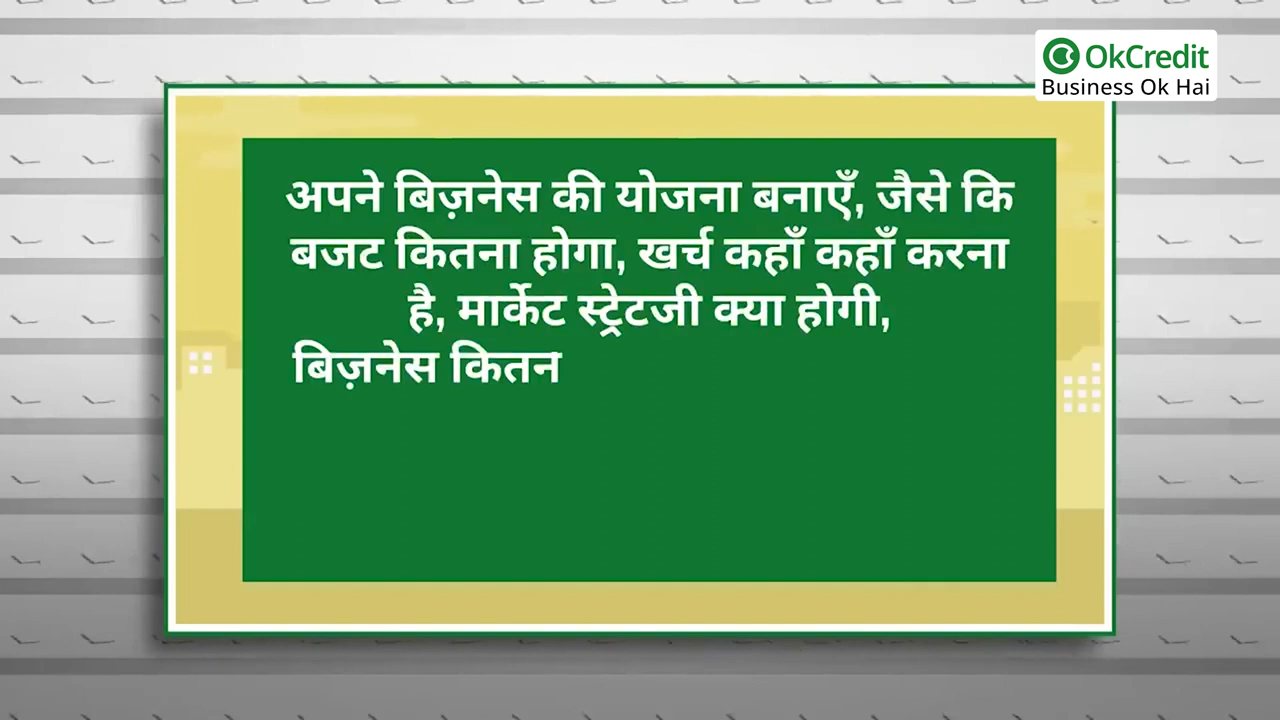 OkCredit
Business Ok Hai
अपने बिज़नेस की योजना बनाएँ, जैसे कि
बजट कितना होगा, खर्च कहाँ कहाँ करना
है, मार्केट स्ट्रेटजी क्या होगी,
बिज़नेस कितन